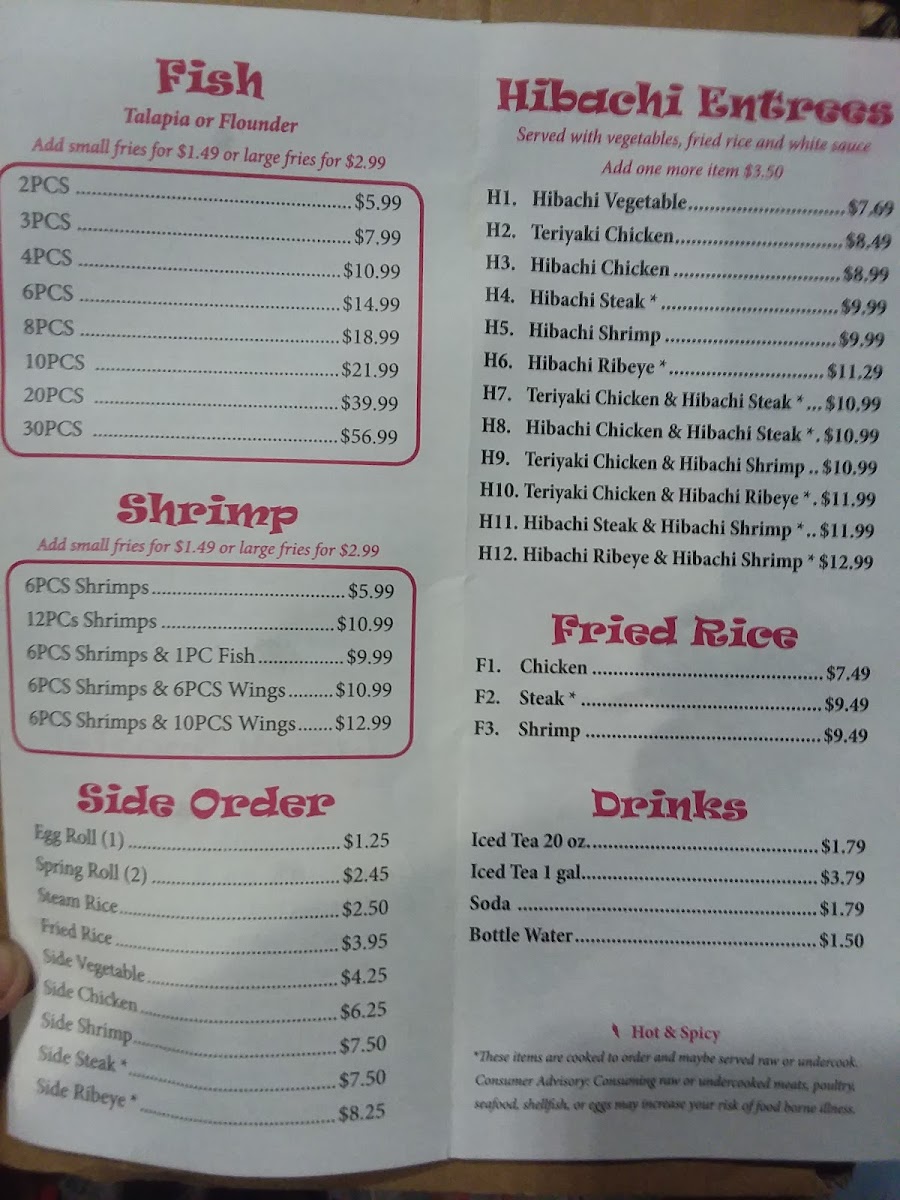 Fish
Talapia or Flounder
Add small fries for $1.49 or large fries for $2.99
2PCS ........ $5.99
3PCS ........ $7.99
4PCS ........ $10.99
6PCS ........ $14.99
8PCS ........ $18.99
10PCS ........ $21.99
20PCS ........ $39.99
30PCS ........ $56.99
Shrimp
Add small fries for $1.49 or large fries for $2.99
6PCS Shrimps ........ $5.99
12PCs Shrimps ........ $10.99
6PCS Shrimps & 1PC Fish ........ $9.99
6PCS Shrimps & 6PCS Wings ........ $10.99
6PCS Shrimps & 10PCS Wings ....... $12.99
Side Order
Egg Roll (1) ........ $1.25
Spring Roll (2) ........ $2.45
Steam Rice ........ $2.50
Fried Rice ........ $3.95
Side Vegetable ........ $4.25
Side Chicken ........ $6.25
Side Shrimp ........ $7.50
Side Steak * ........ $7.50
Side Ribeye * ........ $8.25
Hibachi Entrees
Served with vegetables, fried rice and white sauce
Add one more item $3.50
H1. Hibachi Vegetable ........ $7.69
H2. Teriyaki Chicken ........ $8.49
H3. Hibachi Chicken ........ $8.99
H4. Hibachi Steak * ........ $9.99
H5. Hibachi Shrimp ........ $9.99
H6. Hibachi Ribeye * ........ $11.29
H7. Teriyaki Chicken & Hibachi Steak * ... $10.99
H8. Hibachi Chicken & Hibachi Steak * . $10.99
H9. Teriyaki Chicken & Hibachi Shrimp .. $10.99
H10. Teriyaki Chicken & Hibachi Ribeye * . $11.99
H11. Hibachi Steak & Hibachi Shrimp * .. $11.99
H12. Hibachi Ribeye & Hibachi Shrimp * $12.99
Fried Rice
F1. Chicken ........ $7.49
F2. Steak * ........ $9.49
F3. Shrimp ........ $9.49
Drinks
Iced Tea 20 oz. ........ $1.79
Iced Tea 1 gal. ........ $3.79
Soda ........ $1.79
Bottle Water ........ $1.50
Hot & Spicy
*These items are cooked to order and maybe served raw or undercook.
Consumer Advisory: Consuming raw or undercooked meats, poultry,
seafood, shellfish, or eggs may increase your risk of food borne illness.